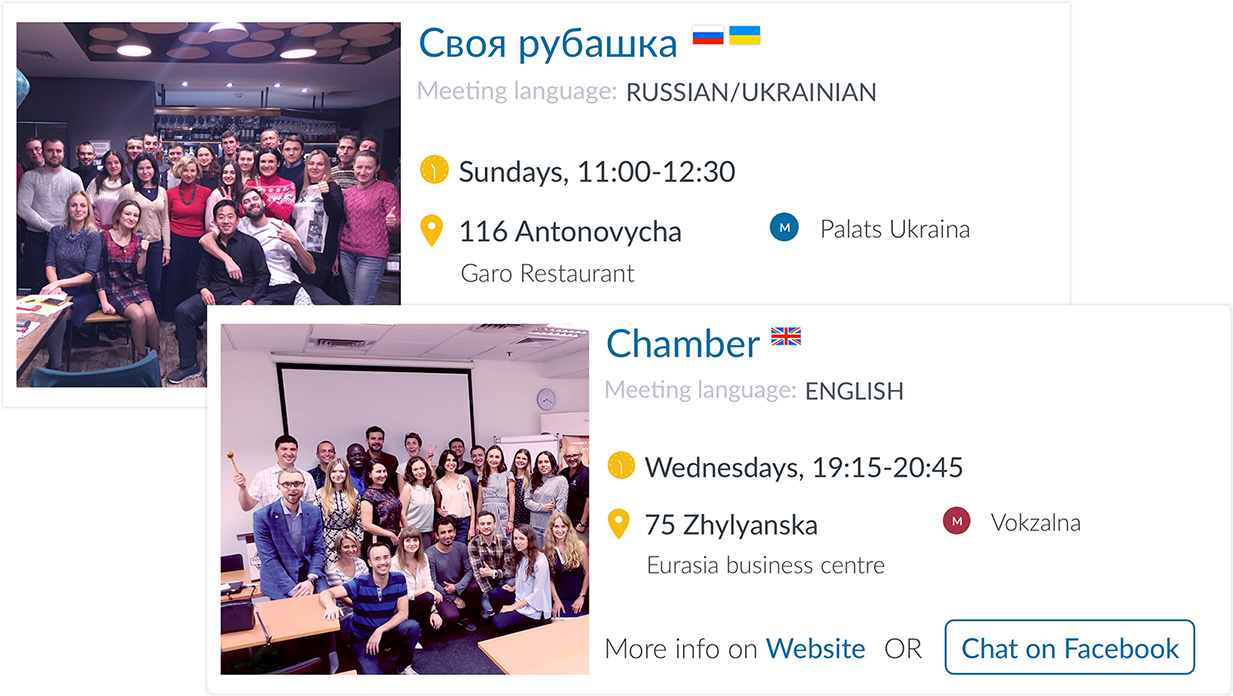 Своя рубашка
Meeting language: RUSSIAN/UKRAINIAN
Sundays, 11:00-12:30
116 Antonovycha
M Palats Ukraina
Garo Restaurant
Chamber
Meeting language: ENGLISH
Wednesdays, 19:15-20:45
75 Zhylyanska
M Vokzalna
Eurasia business centre
More info on Website OR Chat on Facebook